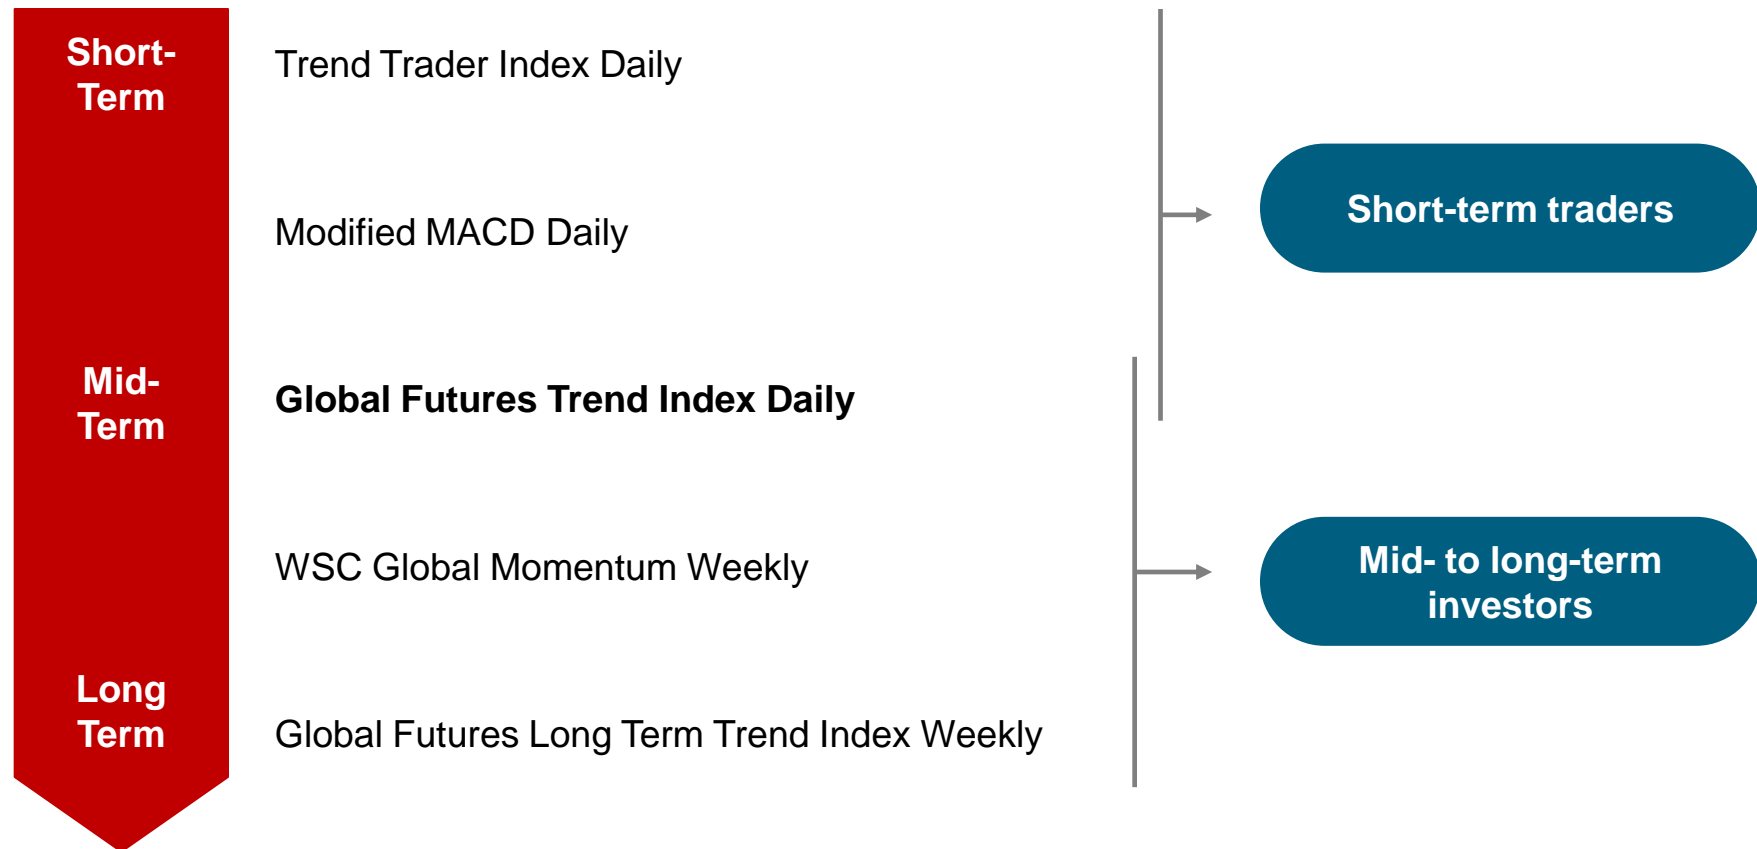 Short-
Term
Trend Trader Index Daily
Modified MACD Daily
Short-term traders
Mid-
Term
Global Futures Trend Index Daily
WSC Global Momentum Weekly
Mid- to long-term
investors
Long
Term
Global Futures Long Term Trend Index Weekly